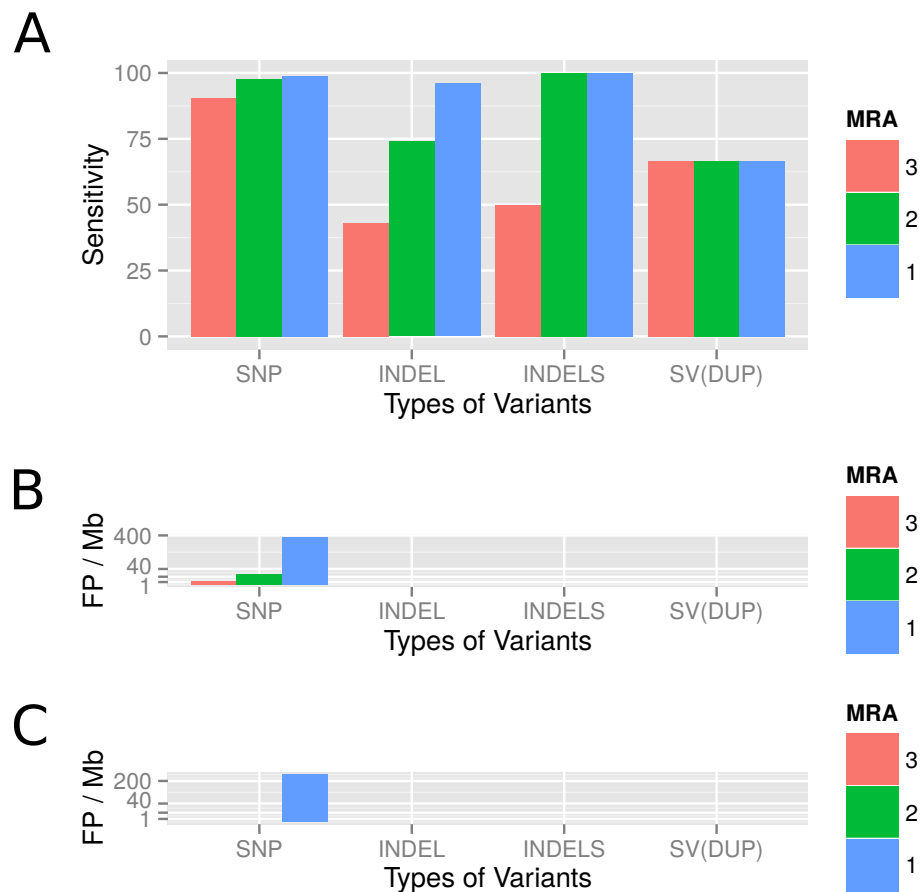 A
Sensitivity
100
75
50
25
0
SNP INDEL INDELS SV(DUP)
Types of Variants
MRA
3
2
1
B
FP / Mb
400
40
1
SNP INDEL INDELS SV(DUP)
Types of Variants
MRA
3
2
1
C
FP / Mb
200
40
1
SNP INDEL INDELS SV(DUP)
Types of Variants
MRA
3
2
1